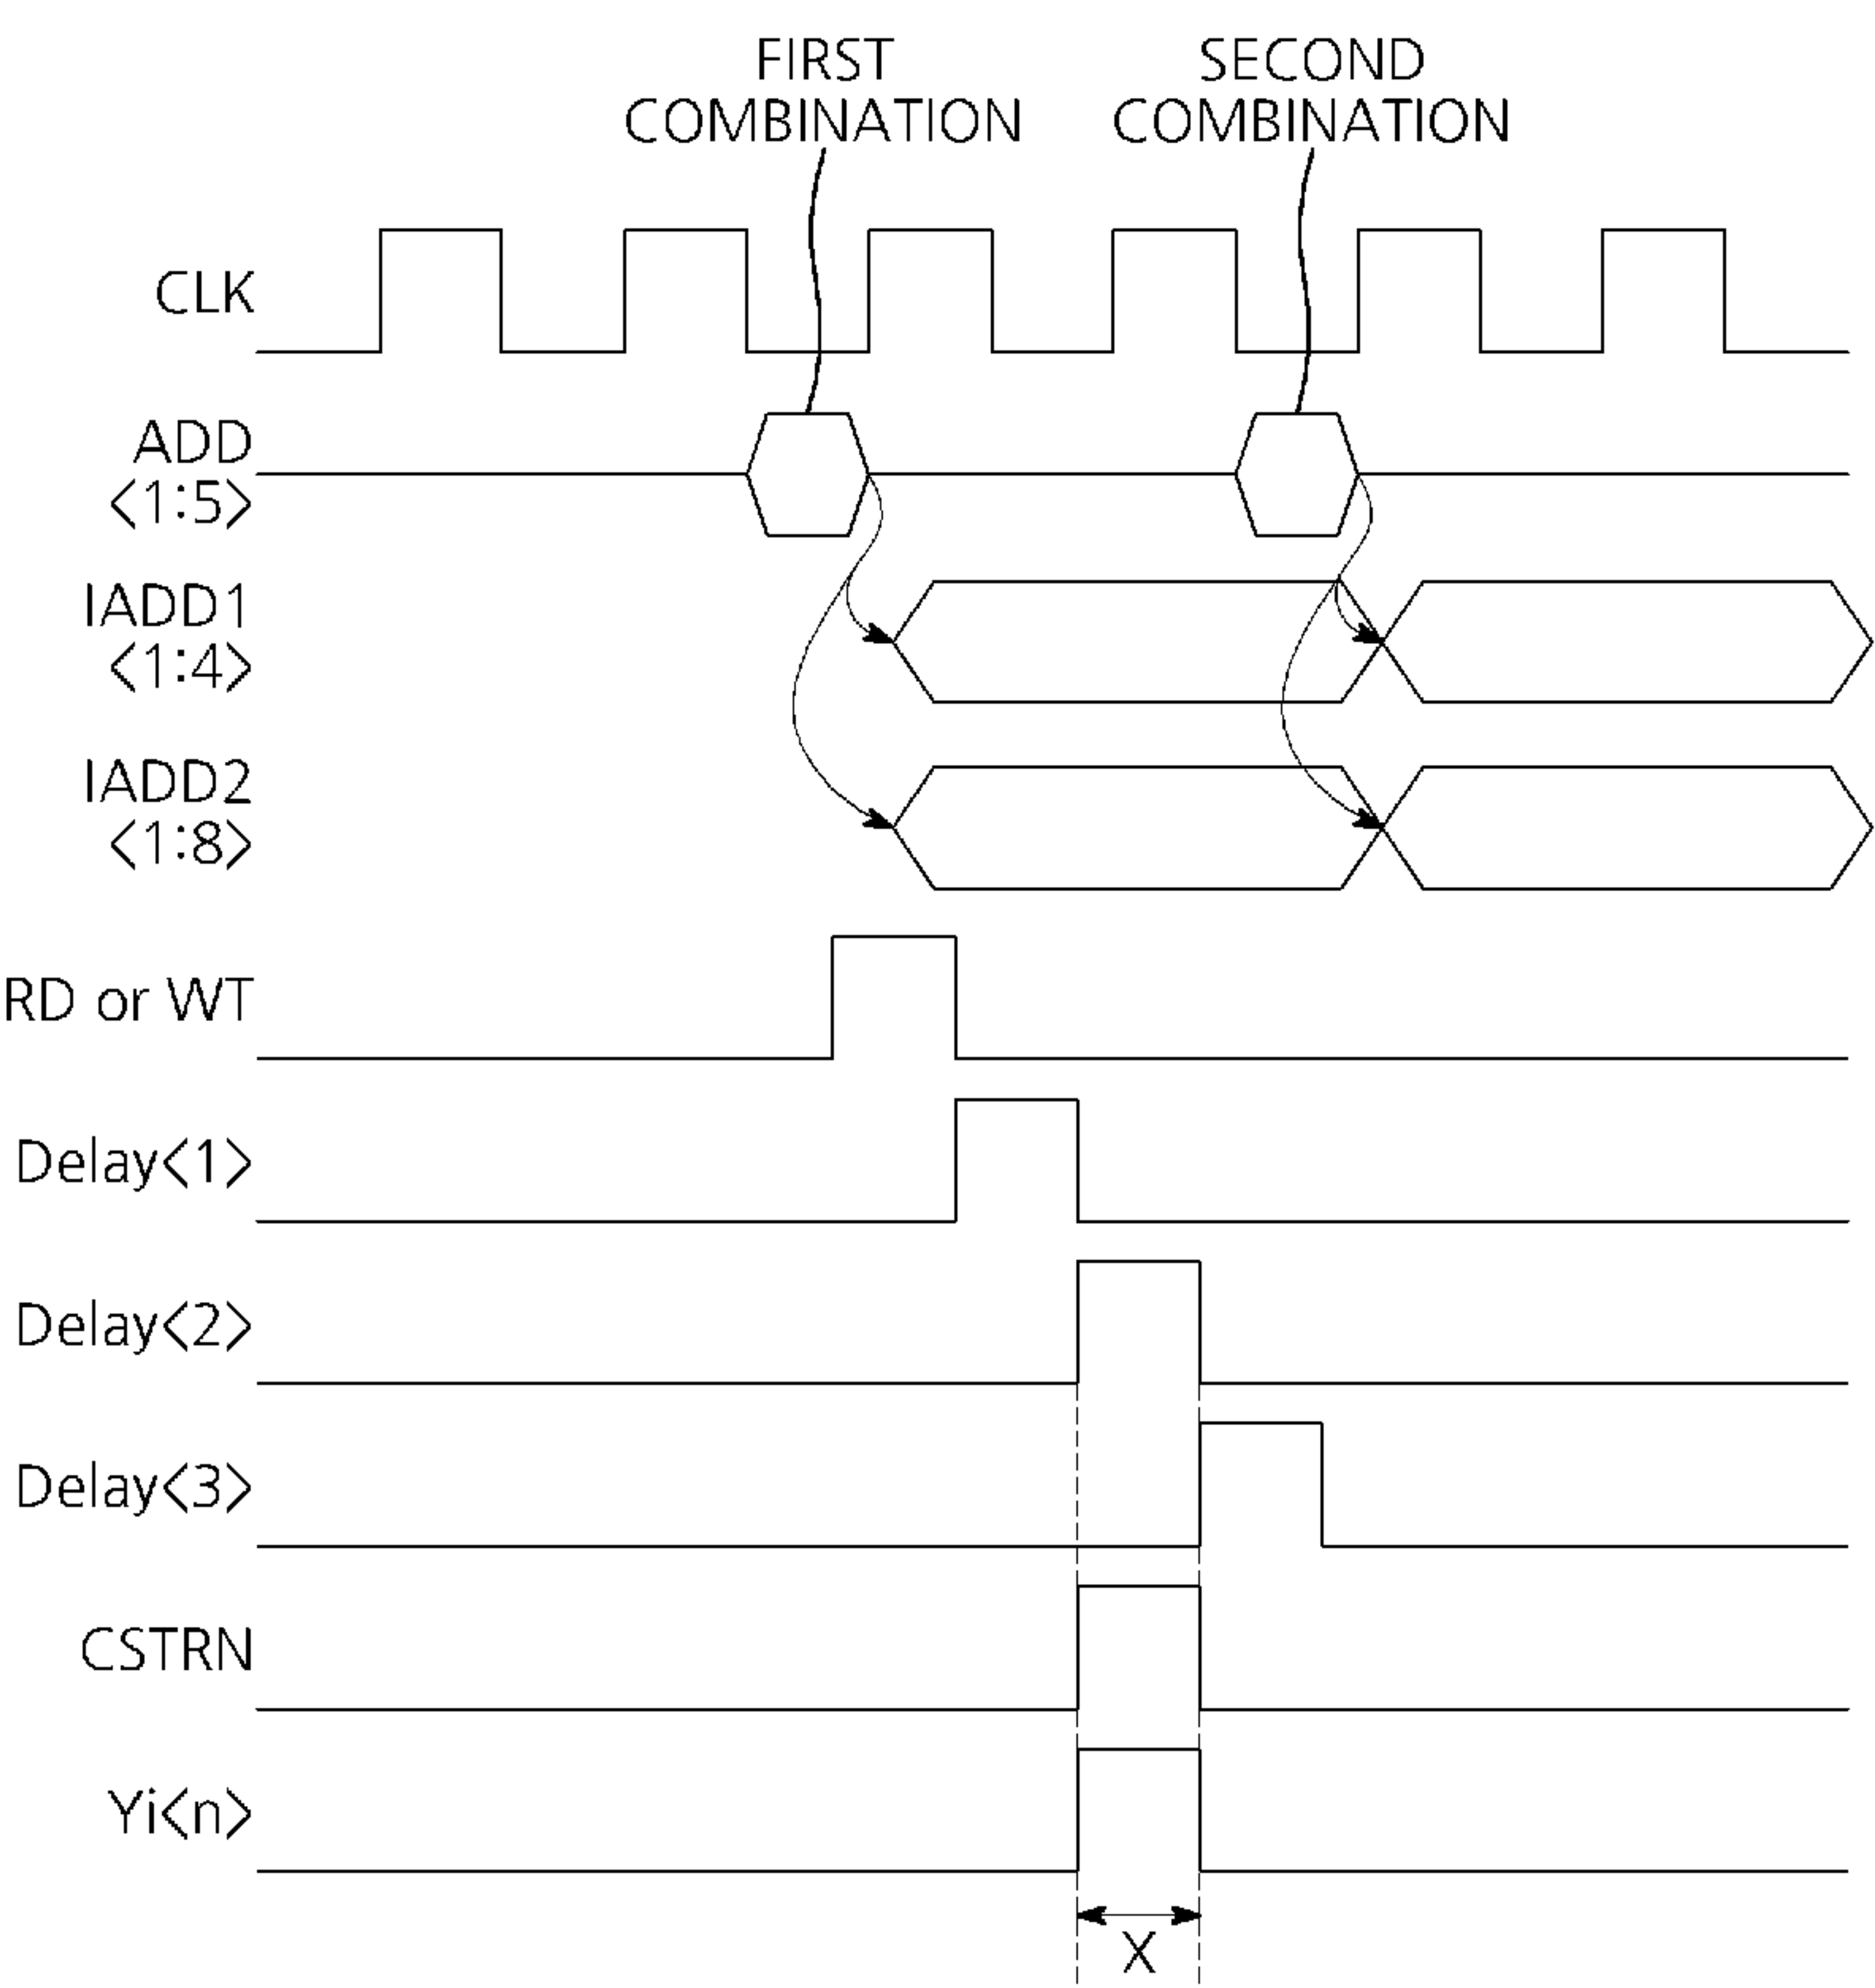 FIRST
COMBINATION
SECOND
COMBINATION
CLK
ADD
<1:5>
IADD1
<1:4>
IADD2
<1:8>
RD or WT
Delay<1>
Delay<2>
Delay<3>
CSTRN
Yi<n>
X